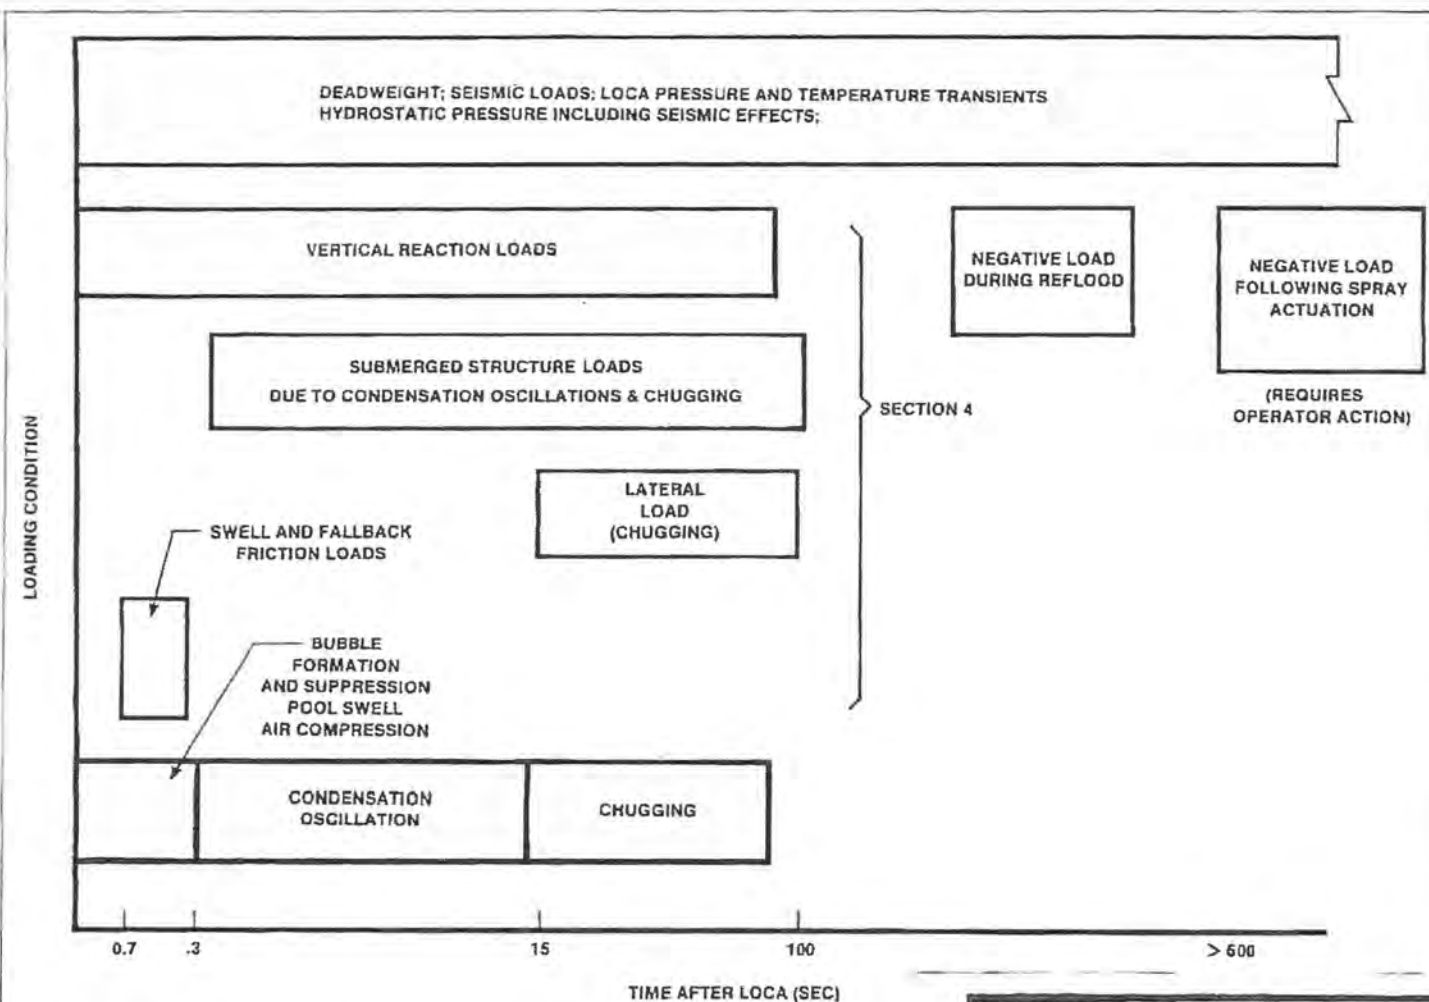 DEADWEIGHT; SEISMIC LOADS; LOCA PRESSURE AND TEMPERATURE TRANSIENTS
HYDROSTATIC PRESSURE INCLUDING SEISMIC EFFECTS;
VERTICAL REACTION LOADS
NEGATIVE LOAD
DURING REFLOOD
NEGATIVE LOAD
FOLLOWING SPRAY
ACTUATION
(REQUIRES
OPERATOR ACTION)
SUBMERGED STRUCTURE LOADS
DUE TO CONDENSATION OSCILLATIONS & CHUGGING
SECTION 4
LATERAL
LOAD
(CHUGGING)
SWELL AND FALLBACK
FRICTION LOADS
BUBBLE
FORMATION
AND SUPPRESSION
POOL SWELL
AIR COMPRESSION
CONDENSATION
OSCILLATION
CHUGGING
LOADING CONDITION
0.7 .3 15 100 > 600
TIME AFTER LOCA (SEC)